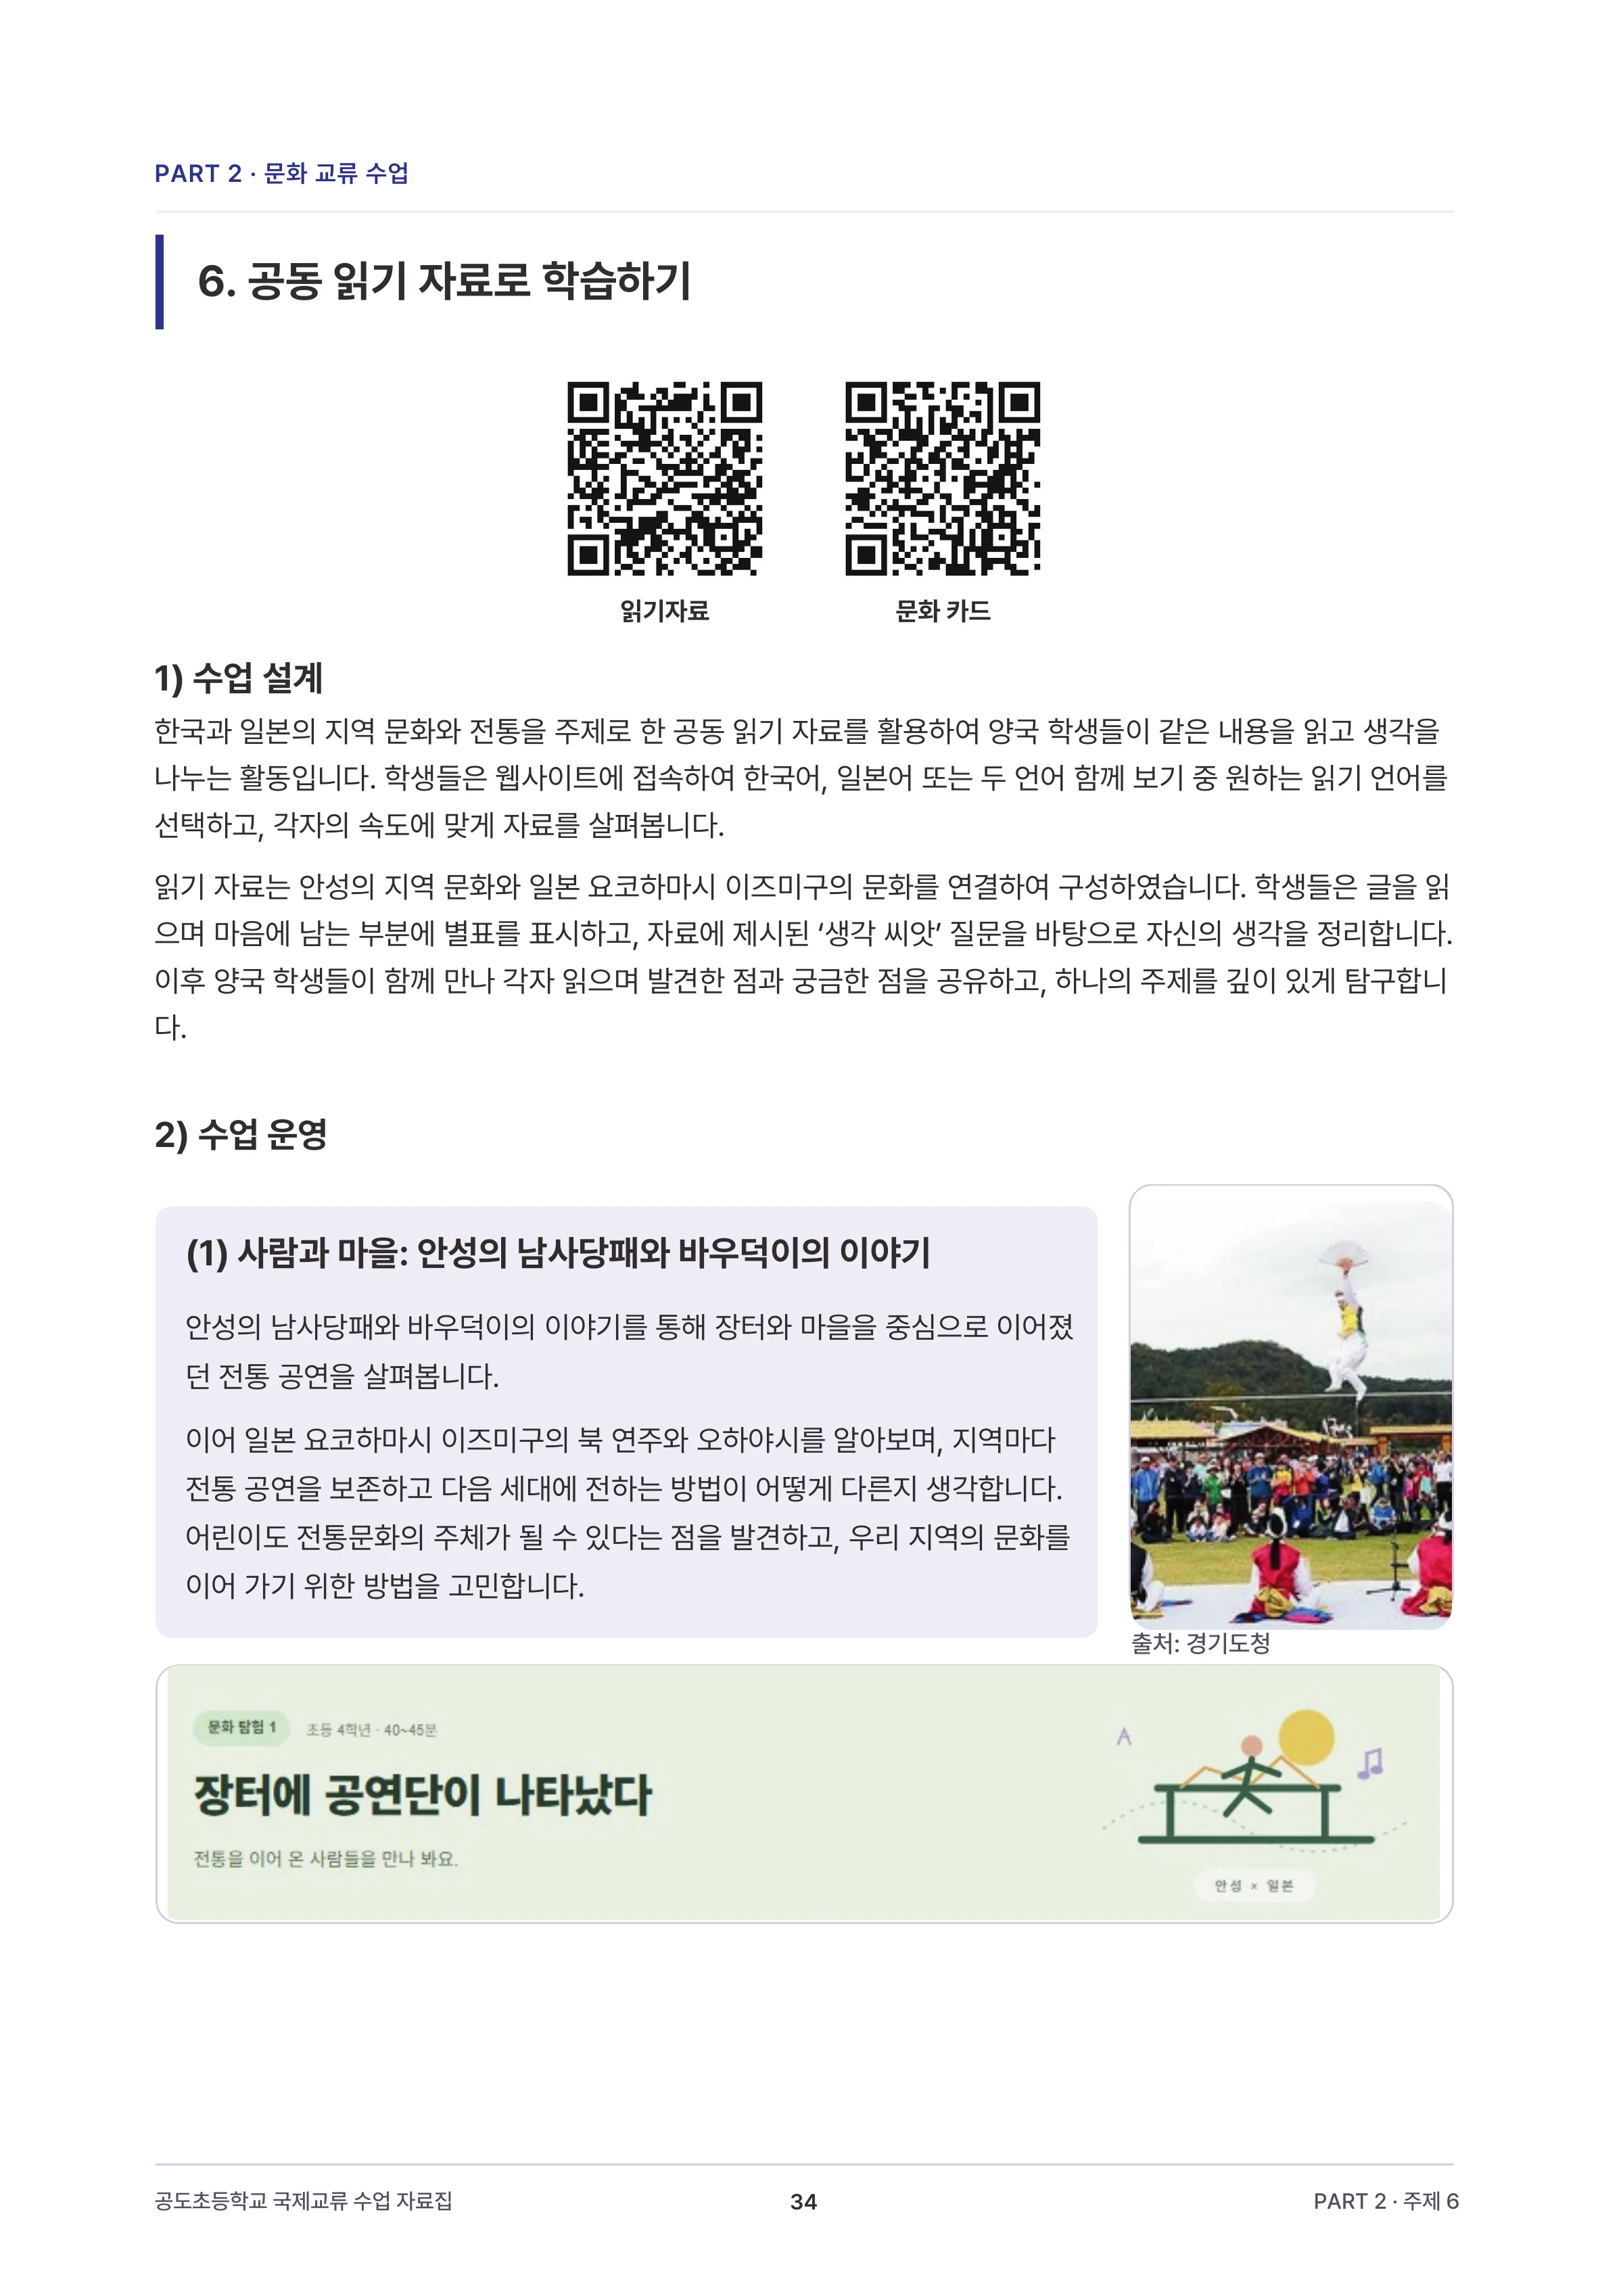 PART 2 · 문화 교류 수업
6. 공동 읽기 자료로 학습하기
읽기자료
문화 카드
1) 수업 설계
한국과 일본의 지역 문화와 전통을 주제로 한 공동 읽기 자료를 활용하여 양국 학생들이 같은 내용을 읽고 생각을
나누는 활동입니다. 학생들은 웹사이트에 접속하여 한국어, 일본어 또는 두 언어 함께 보기 중 원하는 읽기 언어를
선택하고, 각자의 속도에 맞게 자료를 살펴봅니다.
읽기 자료는 안성의 지역 문화와 일본 요코하마시 이즈미구의 문화를 연결하여 구성하였습니다. 학생들은 글을 읽
으며 마음에 남는 부분에 별표를 표시하고, 자료에 제시된 ‘생각 씨앗’ 질문을 바탕으로 자신의 생각을 정리합니다.
이후 양국 학생들이 함께 만나 각자 읽으며 발견한 점과 궁금한 점을 공유하고, 하나의 주제를 깊이 있게 탐구합니
다.
2) 수업 운영
(1) 사람과 마을: 안성의 남사당패와 바우덕이의 이야기
안성의 남사당패와 바우덕이의 이야기를 통해 장터와 마을을 중심으로 이어졌
던 전통 공연을 살펴봅니다.
이어 일본 요코하마시 이즈미구의 북 연주와 오하야시를 알아보며, 지역마다
전통 공연을 보존하고 다음 세대에 전하는 방법이 어떻게 다른지 생각합니다.
어린이도 전통문화의 주체가 될 수 있다는 점을 발견하고, 우리 지역의 문화를
이어 가기 위한 방법을 고민합니다.
출처: 경기도청
문화 탐험 1 초등 4학년 · 40~45분
장터에 공연단이 나타났다
전통을 이어 온 사람들을 만나 봐요.
안성 × 일본
공도초등학교 국제교류 수업 자료집
34
PART 2 · 주제 6